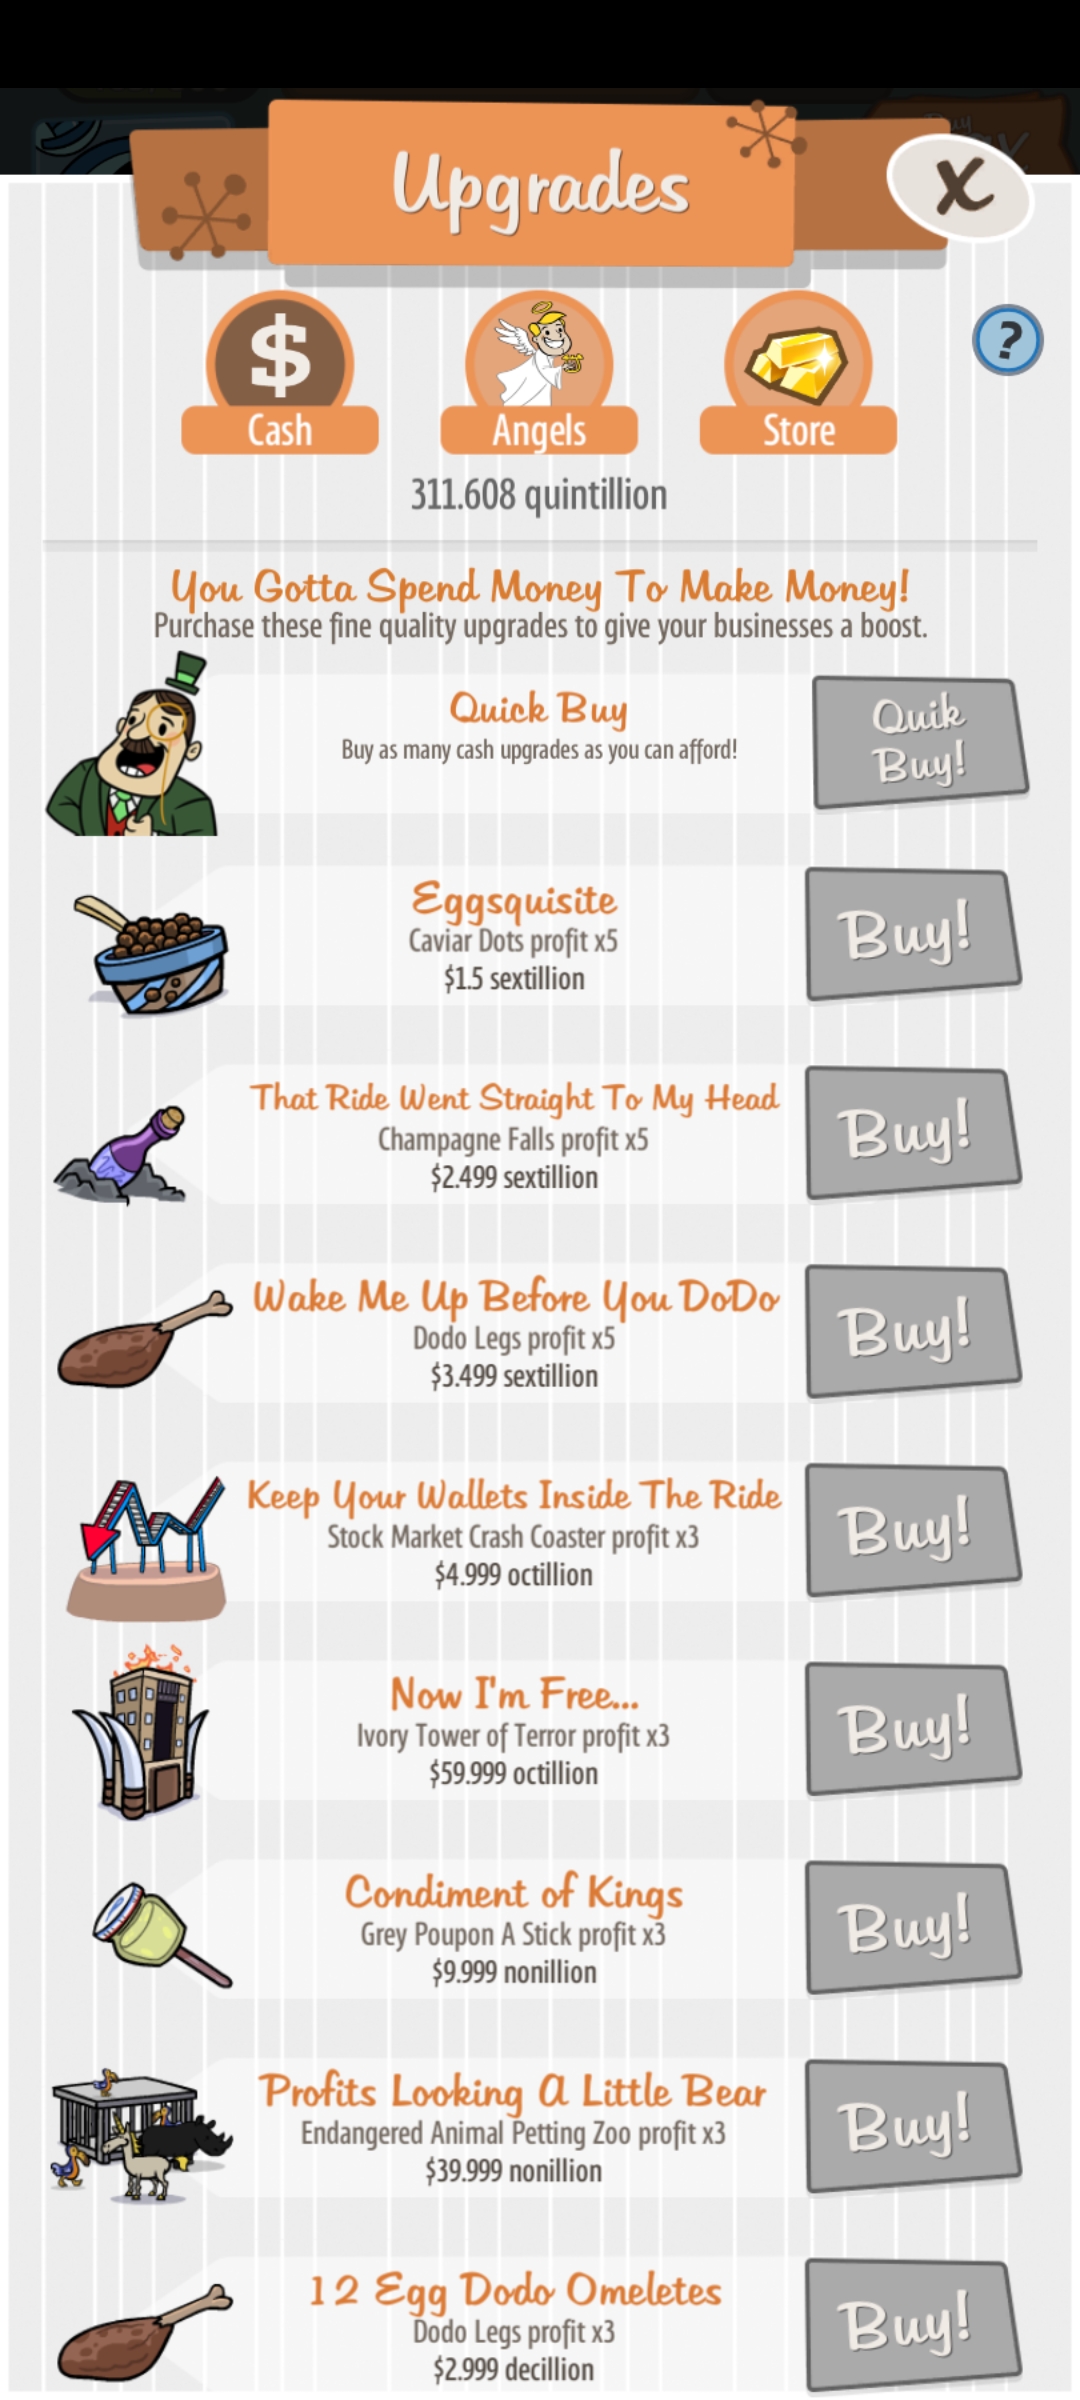 Upgrades
X
$
?
Cash
Angels
Store
311.608 quintillion
You Gotta Spend Money To Make Money!
Purchase these fine quality upgrades to give your businesses a boost.
Quick Buy
Buy as many cash upgrades as you can afford!
Quik
Buy!
Eggsquisite
Caviar Dots profit x5
$1.5 sextillion
Buy!
That Ride Went Straight To My Head
Champagne Falls profit x5
$2.499 sextillion
Buy!
Wake Me Up Before You DoDo
Dodo Legs profit x5
$3.499 sextillion
Buy!
Keep Your Wallets Inside The Ride
Stock Market Crash Coaster profit x3
$4.999 octillion
Buy!
Now I'm Free...
Ivory Tower of Terror profit x3
$59.999 octillion
Buy!
Condiment of Kings
Grey Poupon A Stick profit x3
$9.999 nonillion
Buy!
Profits Looking A Little Bear
Endangered Animal Petting Zoo profit x3
$39.999 nonillion
Buy!
12 Egg Dodo Omeletes
Dodo Legs profit x3
$2.999 decillion
Buy!